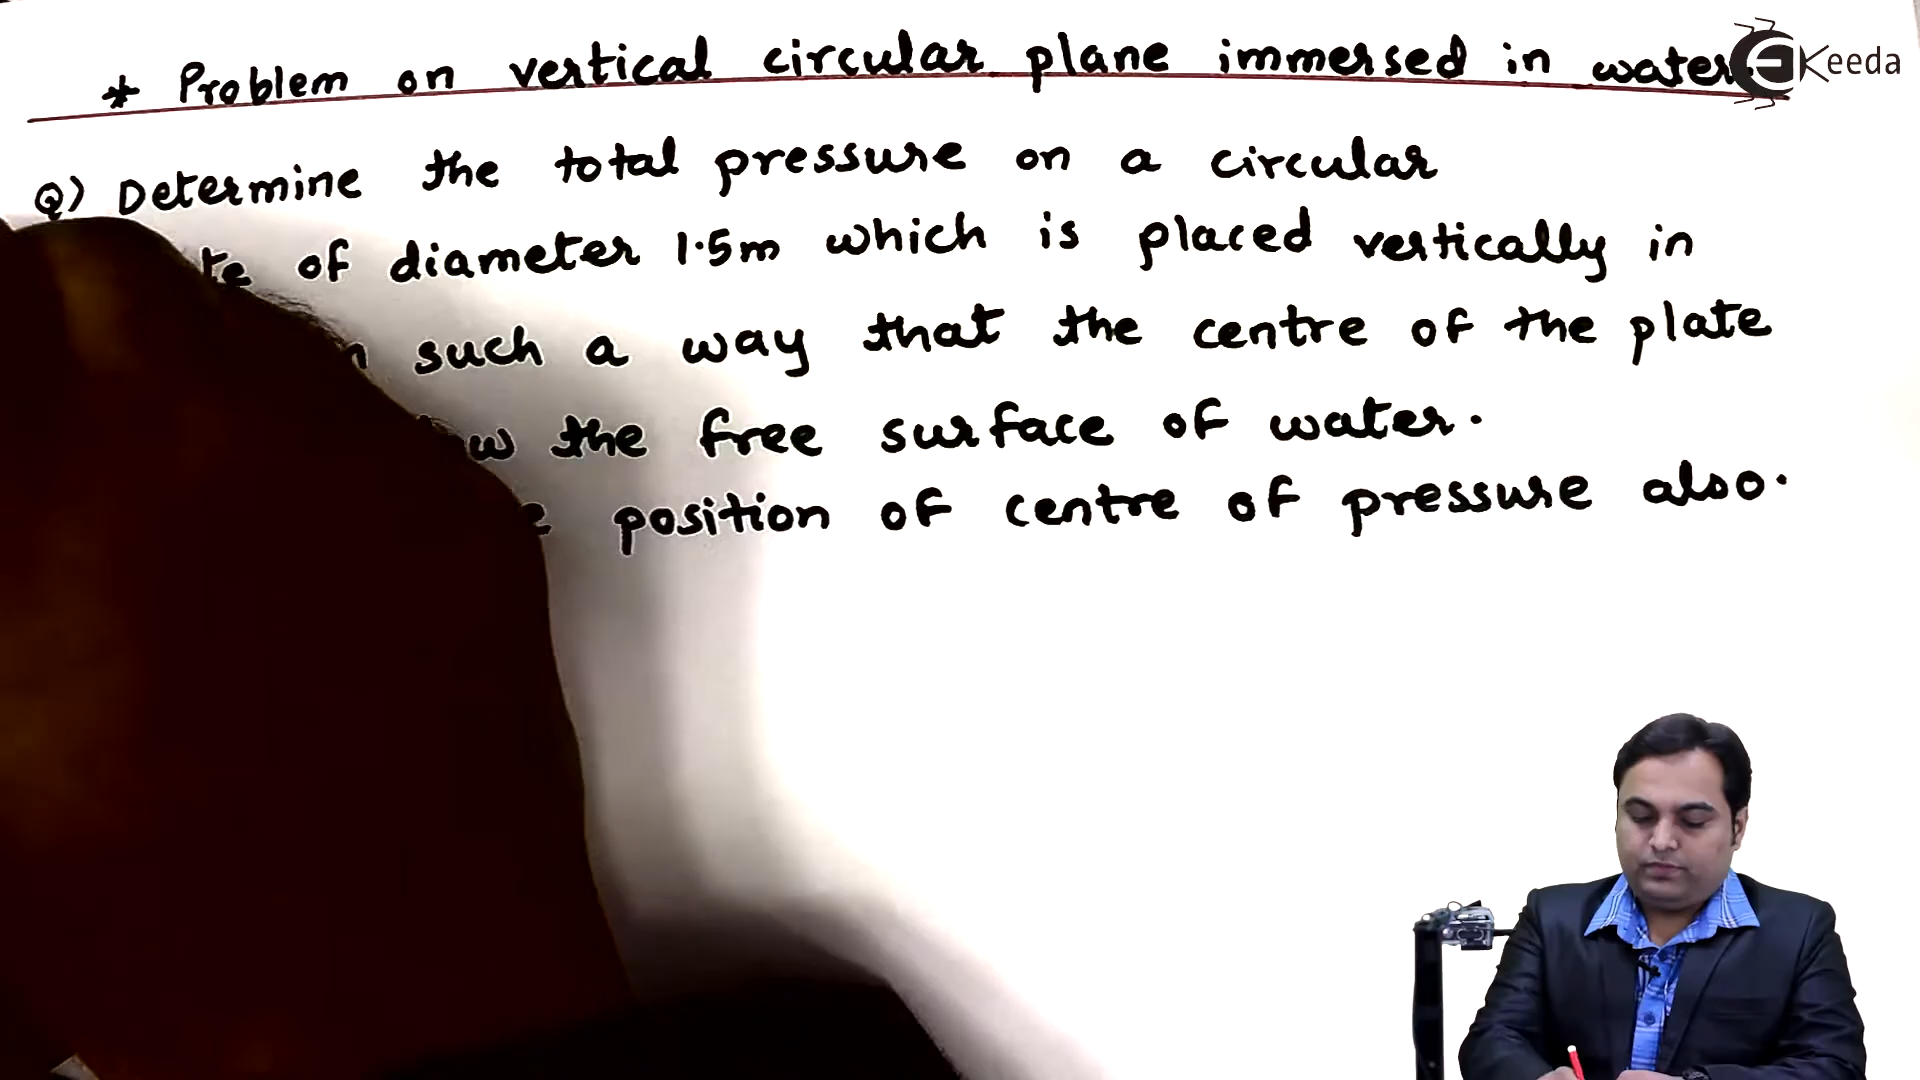 * Problem on vertical circular plane immersed in water.
Keeda
Q) Determine the total pressure on a circular
of diameter 1.5m which is placed vertically in
such a way that the centre of the plate
the free surface of water.
position of centre of pressure also.